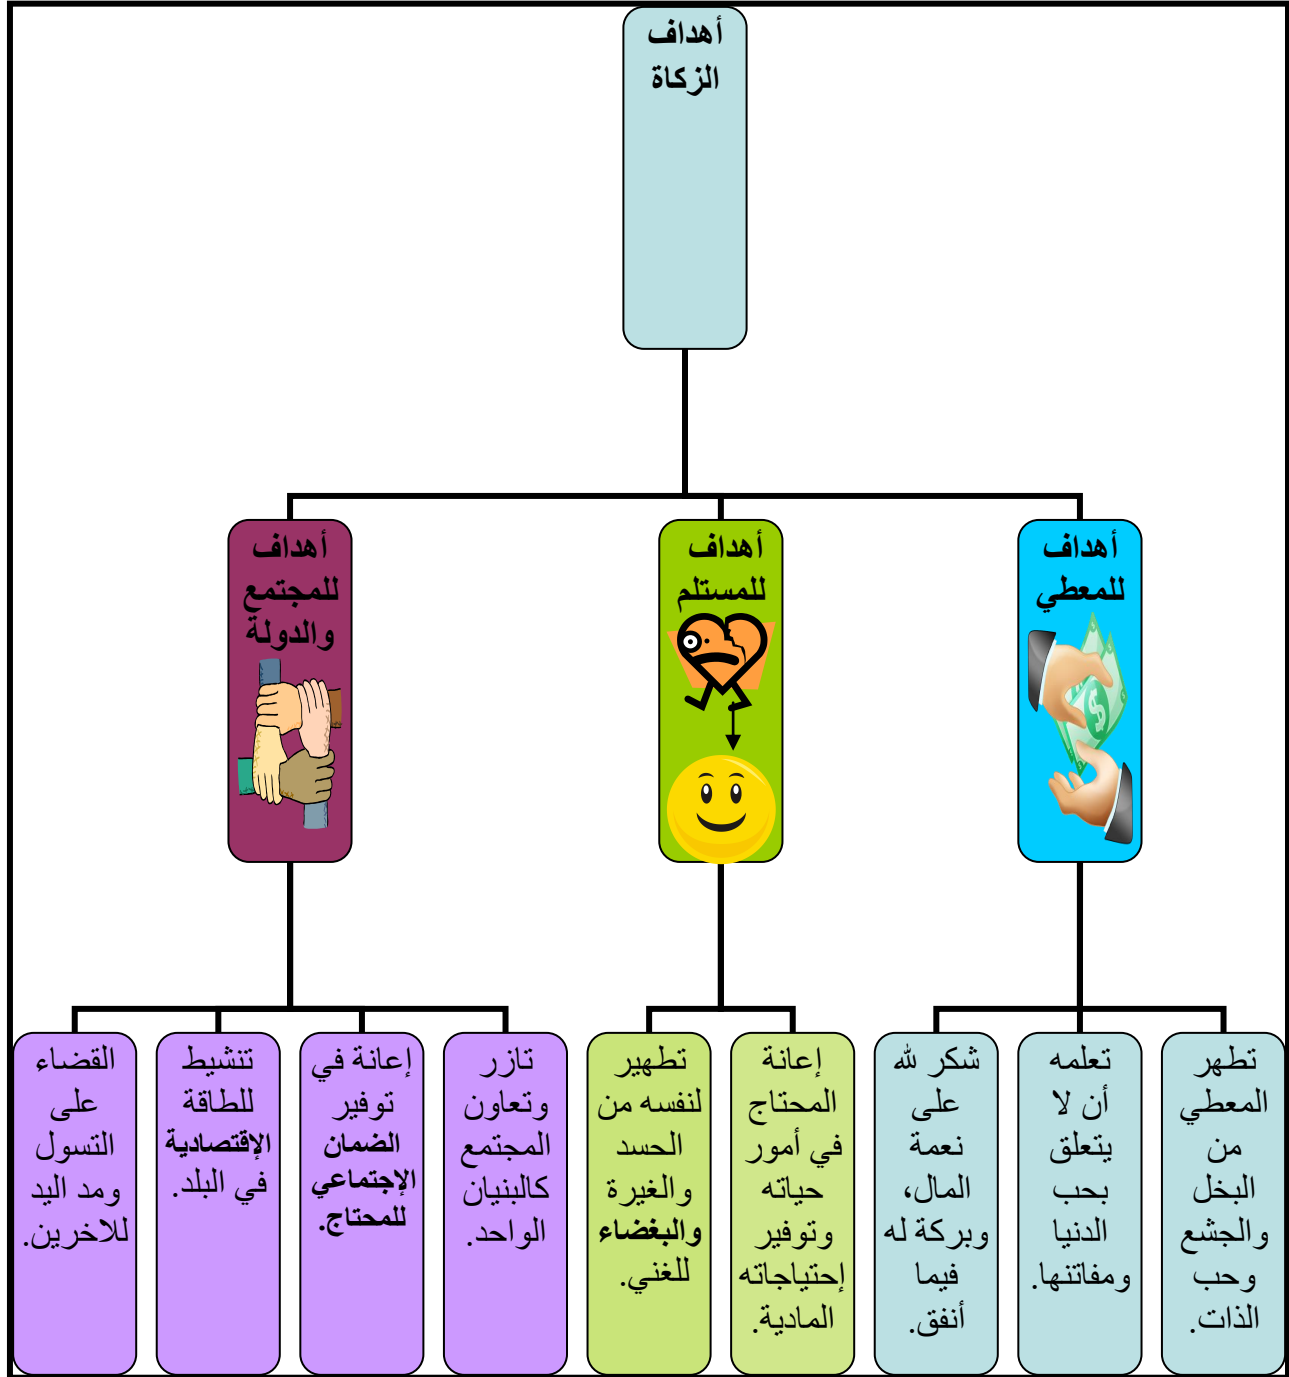 أهداف
الزكاة
أهداف
للمعطي
أهداف
للمستلم
أهداف
للمجتمع
والدولة
تطهر
المعطي
من
البخل
والجشع
وحب
الذات.
تعلمه
أن لا
يتعلق
بحب
الدنيا
ومفاتنها.
شكر لله
على
نعمة
المال،
وبركة له
فيما
أنفق.
إعانة
المحتاج
في أمور
حياته
وتوفير
إحتياجاته
المادية.
تطهير
لنفسه من
الحسد
والغيرة
والبغضاء
للغني.
تازر
وتعاون
المجتمع
كالبنيان
الواحد.
إعانة في
توفير
الضمان
الإجتماعي
للمحتاج.
تنشيط
للطاقة
الإقتصادية
في البلد.
القضاء
على
التسول
ومد اليد
للاخرين.